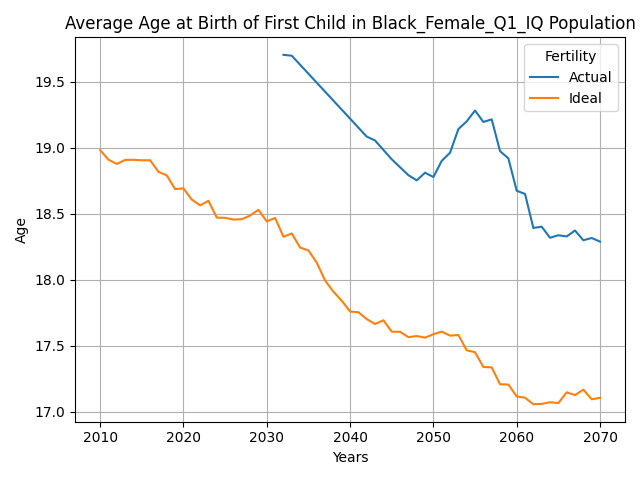 Average Age at Birth of First Child in Black_Female_Q1_IQ Population
Fertility
Actual
Ideal
Age
19.5
19.0
18.5
18.0
17.5
17.0
2010 2020 2030 2040 2050 2060 2070
Years